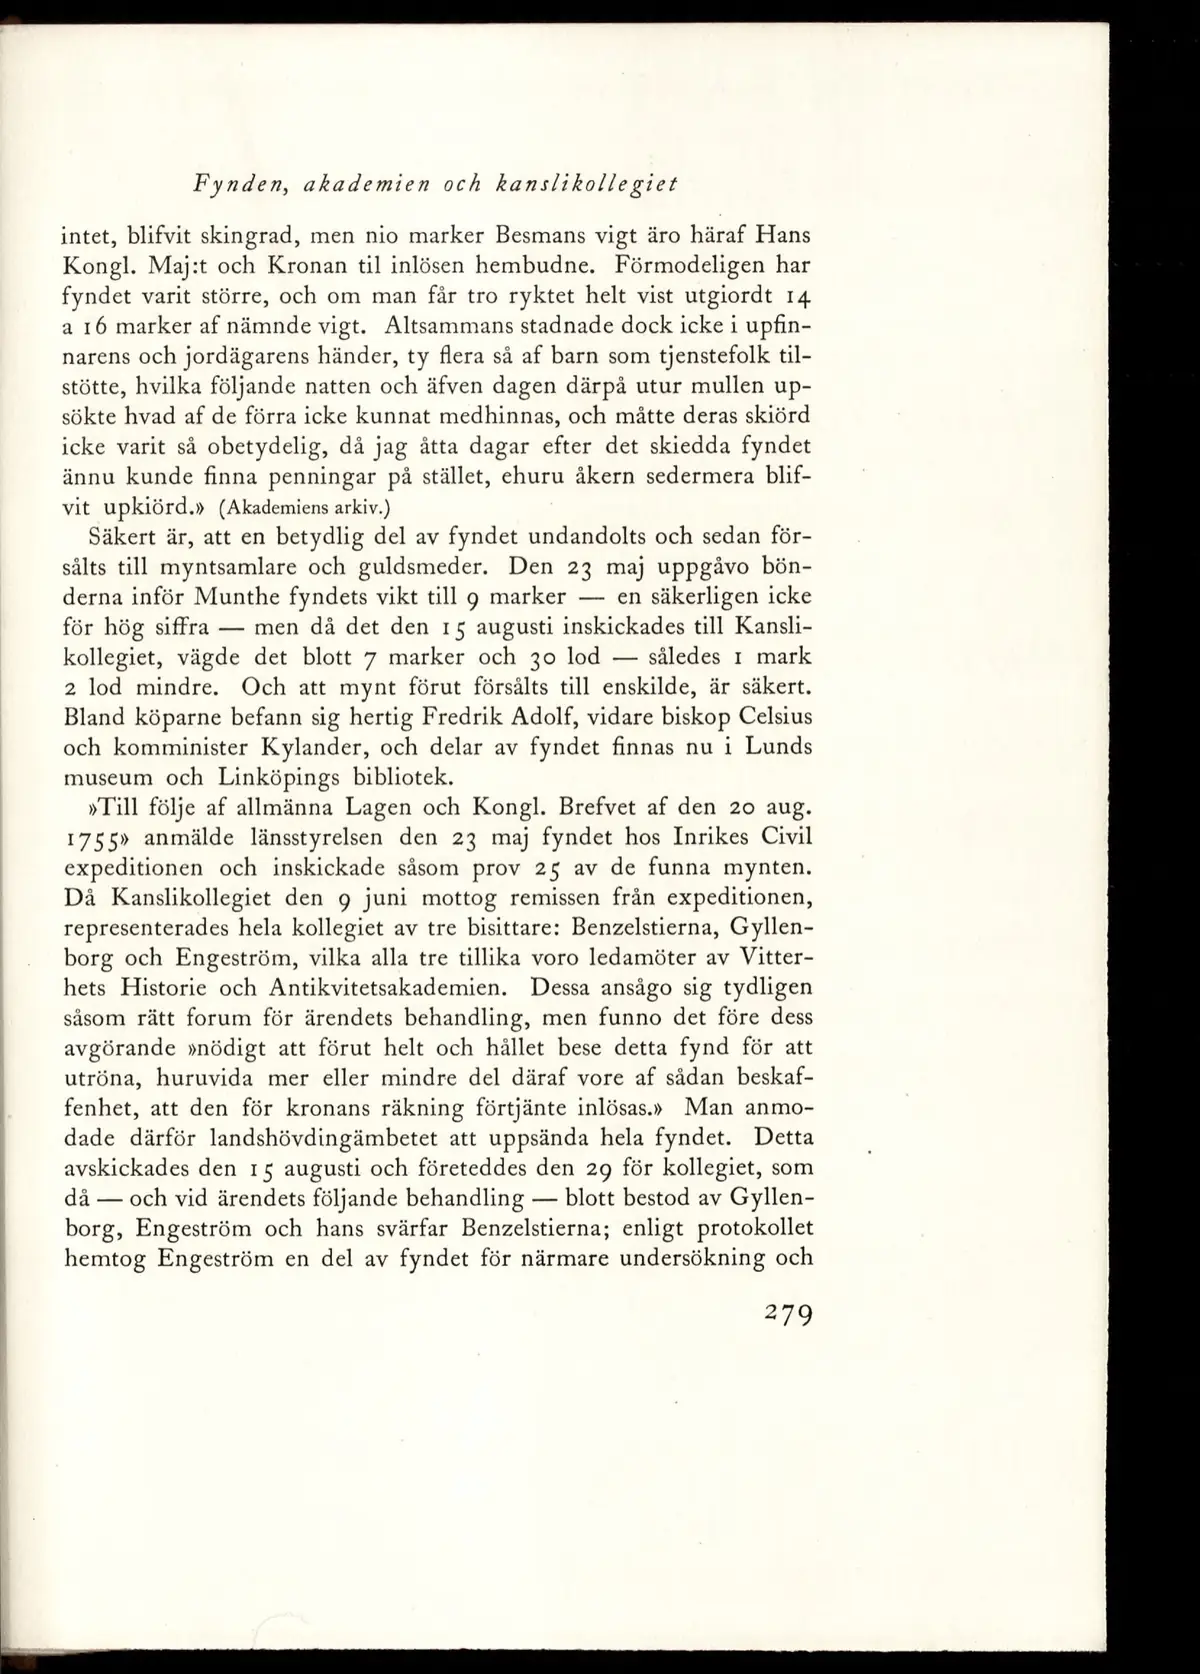 Fynden, akademien och kanslikollegiet
intet, blifvit skingrad, men nio marker Besmans vigt äro häraf Hans
Kongl. Maj:t och Kronan til inlösen hembudne. Förmodeligen har
fyndet varit större, och om man får tro ryktet helt vist utgiordt 14
a 16 marker af nämnde vigt. Altsammans stadnade dock icke i upfin-
narens och jordägarens händer, ty flera så af barn som tjenstefolk til-
stötte, hvilka följande natten och äfven dagen därpå utur mullen up-
sökte hvad af de förra icke kunnat medhinnas, och måtte deras skiörd
icke varit så obetydelig, då jag åtta dagar efter det skiedda fyndet
ännu kunde finna penningar på stället, ehuru åkern sedermera blif-
vit upkiörd.» (Akademiens arkiv.)
Säkert är, att en betydlig del av fyndet undandolts och sedan för-
sålts till myntsamlare och guldsmeder. Den 23 maj uppgåvo bön-
derna inför Munthe fyndets vikt till 9 marker — en säkerligen icke
för hög siffra — men då det den 15 augusti inskickades till Kansli-
kollegiet, vägde det blott 7 marker och 30 lod — således 1 mark
2 lod mindre. Och att mynt förut försålts till enskilde, är säkert.
Bland köparne befann sig hertig Fredrik Adolf, vidare biskop Celsius
och komminister Kylander, och delar av fyndet finnas nu i Lunds
museum och Linköpings bibliotek.
»Till följe af allmänna Lagen och Kongl. Brefvet af den 20 aug.
1755» anmälde länsstyrelsen den 23 maj fyndet hos Inrikes Civil
expeditionen och inskickade såsom prov 25 av de funna mynten.
Då Kanslikollegiet den 9 juni mottog remissen från expeditionen,
representerades hela kollegiet av tre bisittare: Benzelstierna, Gyllen-
borg och Engeström, vilka alla tre tillika voro ledamöter av Vitter-
hets Historie och Antikvitetsakademien. Dessa ansågo sig tydligen
såsom rätt forum för ärendets behandling, men funno det före dess
avgörande »nödigt att förut helt och hållet bese detta fynd för att
utröna, huruvida mer eller mindre del däraf vore af sådan beskaf-
fenhet, att den för kronans räkning förtjänte inlösas.» Man anmo-
dade därför landshövdingämbetet att uppsända hela fyndet. Detta
avskickades den 15 augusti och företeddes den 29 för kollegiet, som
då — och vid ärendets följande behandling — blott bestod av Gyllen-
borg, Engeström och hans svärfar Benzelstierna; enligt protokollet
hemtog Engeström en del av fyndet för närmare undersökning och
279